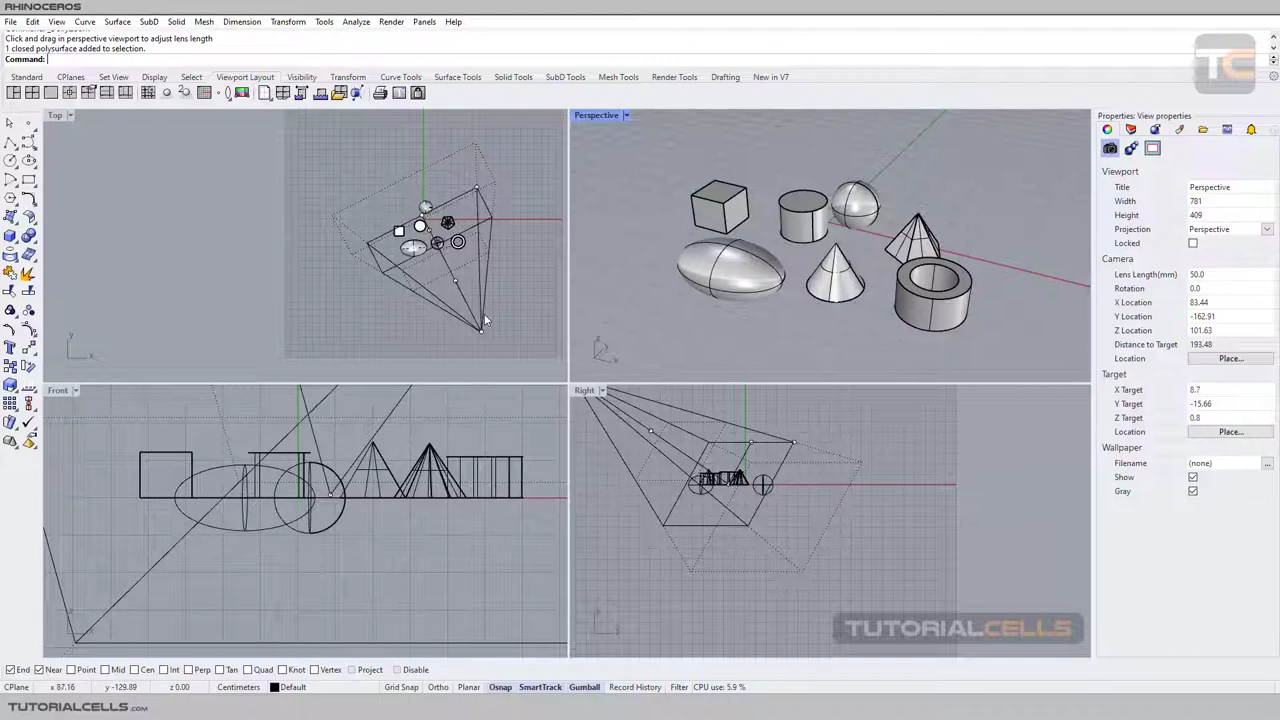 RHINOCEROS
File Edit View Curve Surface SubD Solid Mesh Dimension Transform Tools Analyze Render Panels Help
Click and drag in perspective viewport to adjust lens length
1 closed polysurface added to selection.
Command:
Standard CPlanes Set View Display Select Viewport Layout Visibility Transform Curve Tools Surface Tools Solid Tools SubD Tools Mesh Tools Render Tools Drafting New in V7
TC
Top
Perspective
Properties: View properties
Viewport
Title Perspective
Width 781
Height 409
Projection Perspective
Locked
Camera
Lens Length(mm) 50.0
Rotation 0.0
X Location 83.44
Y Location -162.91
Z Location 101.63
Distance to Target 193.48
Location Place...
Target
X Target 8.7
Y Target -15.66
Z Target 0.8
Location Place...
Wallpaper
Filename (none) ...
Show
Gray
y
x
Front
Right
TUTORIALCELLS
End Near Point Mid Cen Int Perp Tan Quad Knot Vertex Project Disable
CPlane x 87.16 y -129.89 z 0.00 Centimeters Default Grid Snap Ortho Planar Osnap SmartTrack Gumball Record History Filter CPU use: 5.9 %
TUTORIALCELLS.com